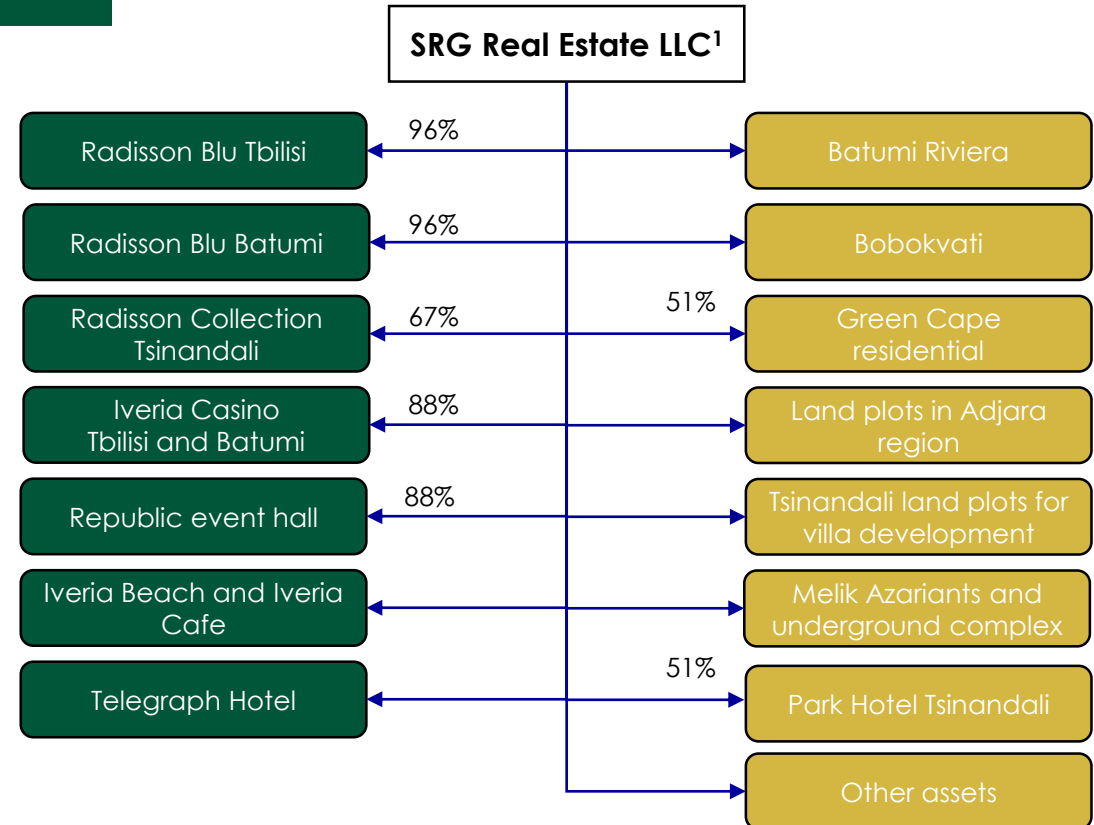 SRG Real Estate LLC¹
96%
Radisson Blu Tbilisi
Batumi Riviera
96%
Radisson Blu Batumi
Bobokvati
67%
51%
Radisson Collection
Tsinandali
Green Cape
residential
88%
Iveria Casino
Tbilisi and Batumi
Land plots in Adjara
region
88%
Republic event hall
Tsinandali land plots for
villa development
Iveria Beach and Iveria
Cafe
Melik Azariants and
underground complex
51%
Telegraph Hotel
Park Hotel Tsinandali
Other assets